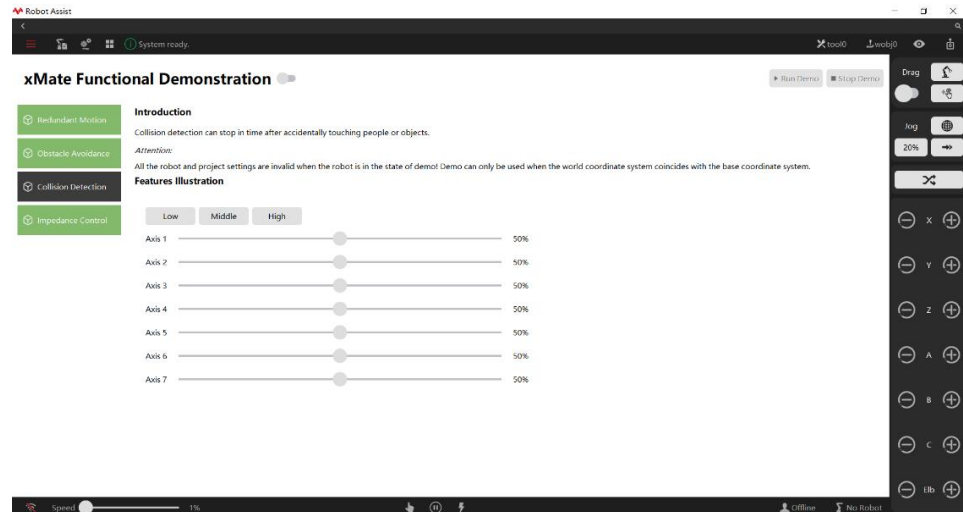 Robot Assist
System ready.
tool0
wobj0
xMate Functional Demonstration
Run Demo
Stop Demo
Drag
Redundant Motion
Obstacle Avoidance
Collision Detection
Impedance Control
Introduction
Collision detection can stop in time after accidentally touching people or objects.
Attention:
All the robot and project settings are invalid when the robot is in the state of demo! Demo can only be used when the world coordinate system coincides with the base coordinate system.
Features Illustration
Low Middle High
Axis 1 50%
Axis 2 50%
Axis 3 50%
Axis 4 50%
Axis 5 50%
Axis 6 50%
Axis 7 50%
Jog
20%
X
Y
Z
A
B
C
Elb
Speed 1%
Offline
No Robot